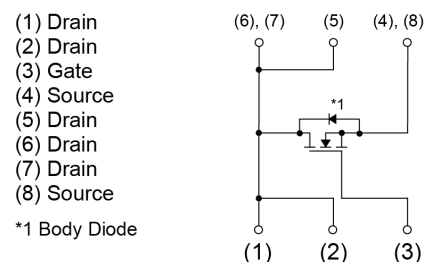 (1) Drain
(2) Drain
(3) Gate
(4) Source
(5) Drain
(6) Drain
(7) Drain
(8) Source
*1 Body Diode
(6), (7) (5) (4), (8)
*1
(1) (2) (3)